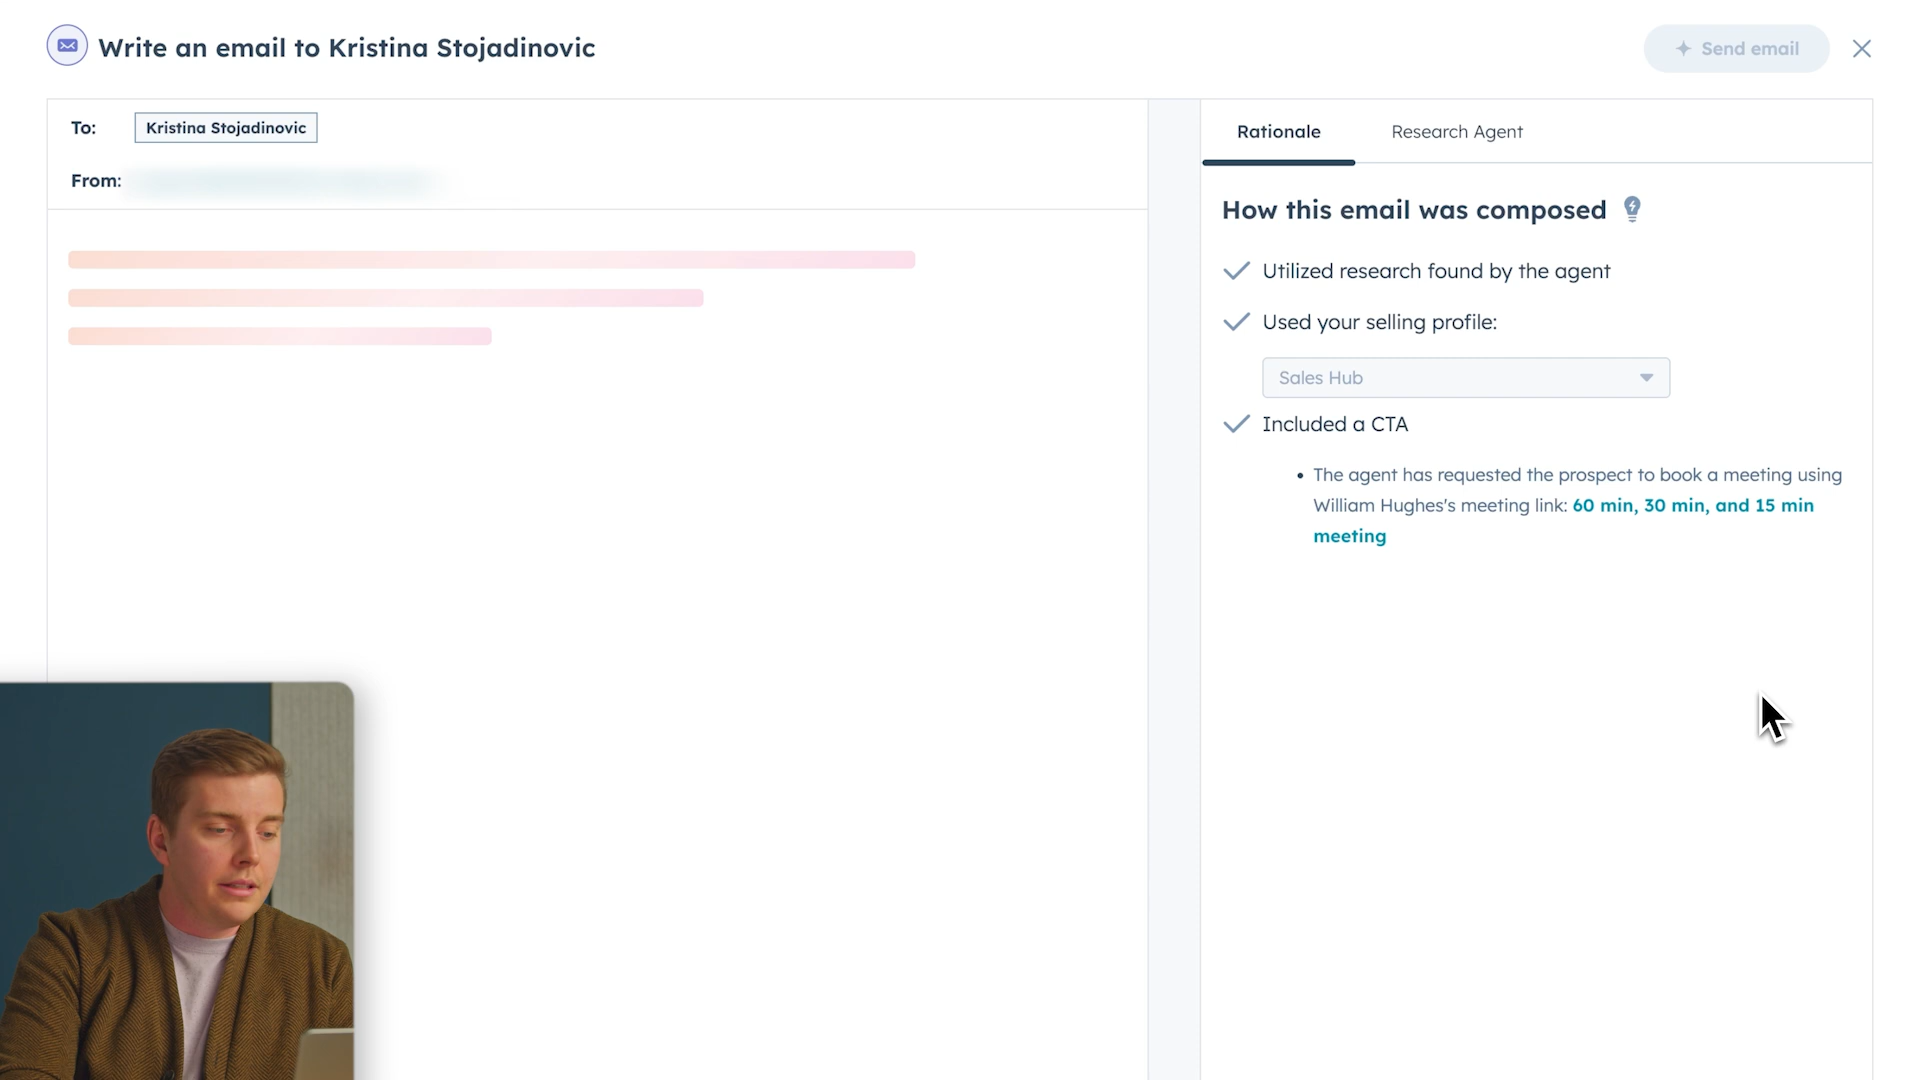 Write an email to Kristina Stojadinovic
Send email
To: Kristina Stojadinovic
From:
Rationale
Research Agent
How this email was composed
Utilized research found by the agent
Used your selling profile:
Sales Hub
Included a CTA
• The agent has requested the prospect to book a meeting using
William Hughes's meeting link: 60 min, 30 min, and 15 min
meeting